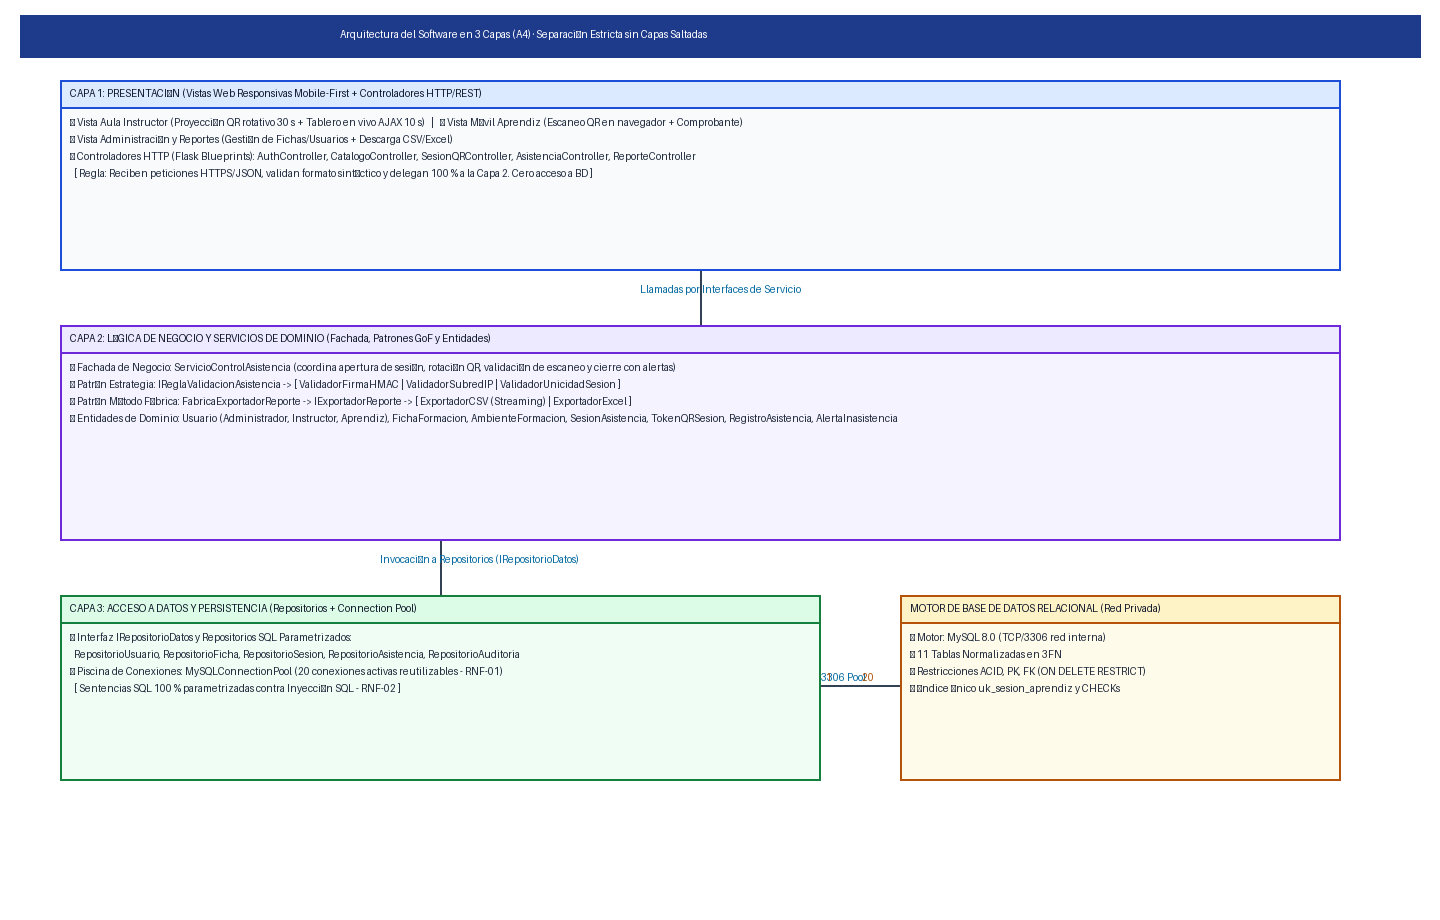 Arquitectura del Software en 3 Capas (A4) · Separaci☒n Estricta sin Capas Saltadas
CAPA 1: PRESENTACI☒N (Vistas Web Responsivas Mobile-First + Controladores HTTP/REST)
☒ Vista Aula Instructor (Proyecci☒n QR rotativo 30 s + Tablero en vivo AJAX 10 s) | ☒ Vista M☒vil Aprendiz (Escaneo QR en navegador + Comprobante)
☒ Vista Administraci☒n y Reportes (Gesti☒n de Fichas/Usuarios + Descarga CSV/Excel)
☒ Controladores HTTP (Flask Blueprints): AuthController, CatalogoController, SesionQRController, AsistenciaController, ReporteController
[ Regla: Reciben peticiones HTTPS/JSON, validan formato sint☒ctico y delegan 100 % a la Capa 2. Cero acceso a BD ]
Llamadas por Interfaces de Servicio
CAPA 2: L☒GICA DE NEGOCIO Y SERVICIOS DE DOMINIO (Fachada, Patrones GoF y Entidades)
☒ Fachada de Negocio: ServicioControlAsistencia (coordina apertura de sesi☒n, rotaci☒n QR, validaci☒n de escaneo y cierre con alertas)
☒ Patr☒n Estrategia: IReglaValidacionAsistencia -> [ ValidadorFirmaHMAC | ValidadorSubredIP | ValidadorUnicidadSesion ]
☒ Patr☒n M☒todo F☒brica: FabricaExportadorReporte -> IExportadorReporte -> [ ExportadorCSV (Streaming) | ExportadorExcel ]
☒ Entidades de Dominio: Usuario (Administrador, Instructor, Aprendiz), FichaFormacion, AmbienteFormacion, SesionAsistencia, TokenQRSesion, RegistroAsistencia, AlertaInasistencia
Invocaci☒n a Repositorios (IRepositorioDatos)
CAPA 3: ACCESO A DATOS Y PERSISTENCIA (Repositorios + Connection Pool)
☒ Interfaz IRepositorioDatos y Repositorios SQL Parametrizados:
RepositorioUsuario, RepositorioFicha, RepositorioSesion, RepositorioAsistencia, RepositorioAuditoria
☒ Piscina de Conexiones: MySQLConnectionPool (20 conexiones activas reutilizables - RNF-01)
[ Sentencias SQL 100 % parametrizadas contra Inyecci☒n SQL - RNF-02 ]
3306 Pool
MOTOR DE BASE DE DATOS RELACIONAL (Red Privada)
☒ Motor: MySQL 8.0 (TCP/3306 red interna)
☒ 11 Tablas Normalizadas en 3FN
☒ Restricciones ACID, PK, FK (ON DELETE RESTRICT)
☒ ☒ndice ☒nico uk_sesion_aprendiz y CHECKs